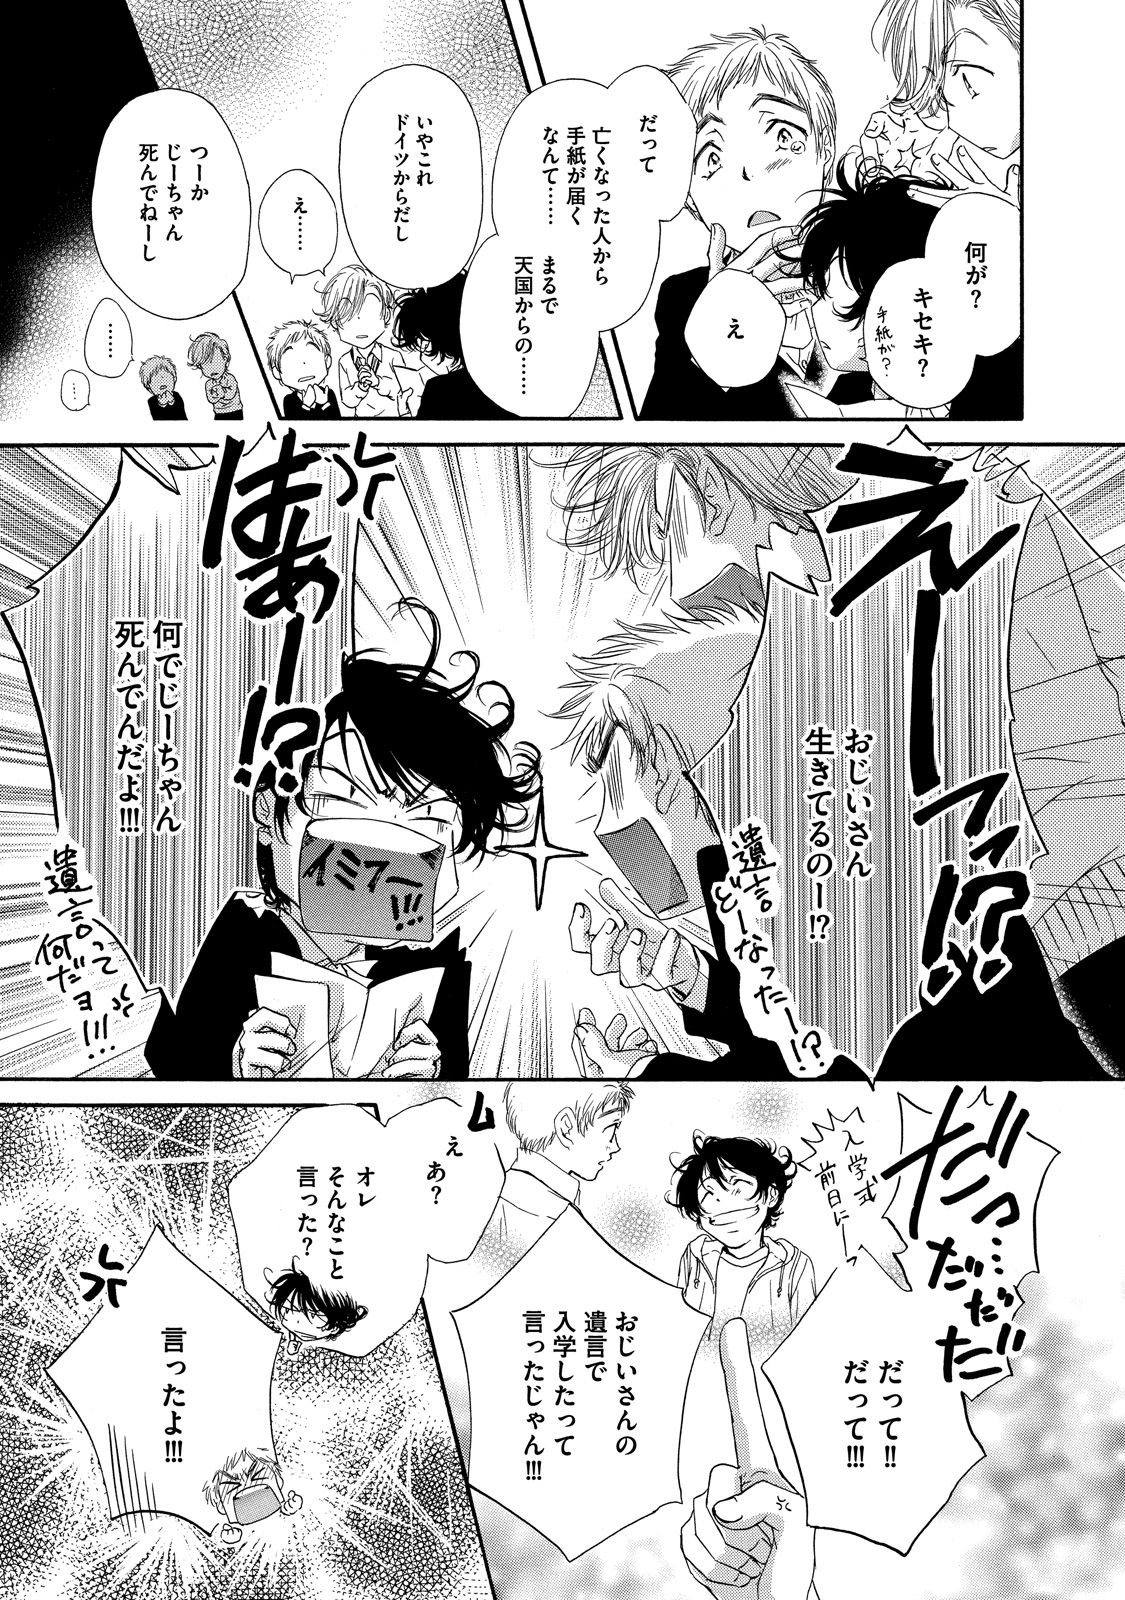 何が?
キセキ?
手紙が?
え
だって
亡くなった人から
手紙が届く
なんて……
まるで
天国からの……
いやこれ
ドイツからだし
え……
つーか
じーちゃん
死んでねーし
……
…
えーーーっ!?
おじいさん
生きてるのー!?
遺言
どーなったー!?
はあーー!?
イミフー!!!
何でじーちゃん
死んでんだよ!!!
遺言って
何だヨ!!!
だっ…
だだだだ!!
だって!!
だって!!!
入学式
前日に!
おじいさんの
遺言で
入学したって
言ったじゃん!!!
え
あ?
オレ
そんなこと
言った?
言ったよ!!!